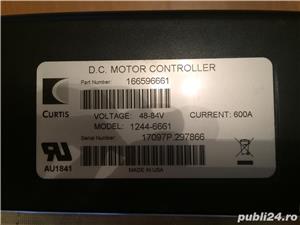 D.C. MOTOR CONTROLLER
Part Number: 166596661
CURTIS
VOLTAGE: 48-84V CURRENT: 600A
MODEL: 1244-6661
Serial Number: 17097P.297866
AU1841
MADE IN USA
publi24.ro